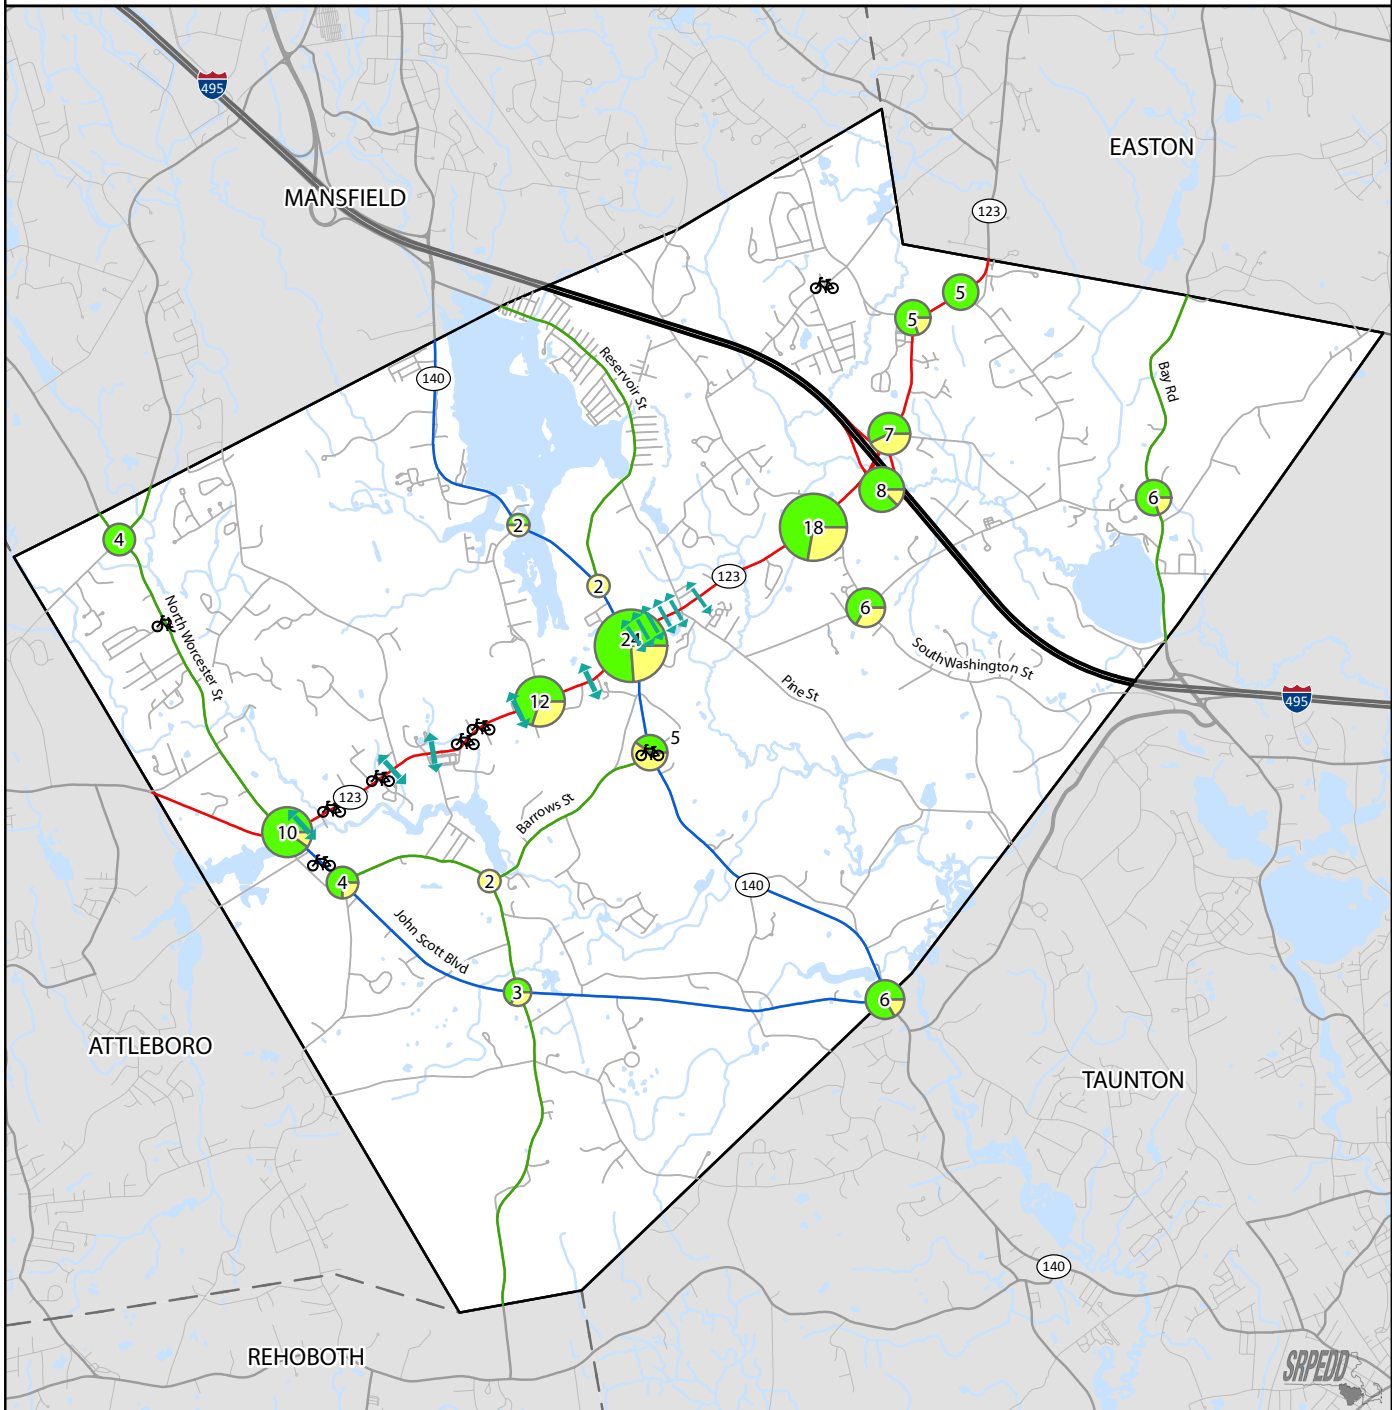 495
EASTON
MANSFIELD
123
5
5
140
Reservoir St
Bay Rd
7
8
6
18
2
4
123
2
6
North Worcester St
24
SouthWashington St
Pine St
495
12
5
123
Barrows St
10
4
2
140
John Scott Blvd
3
6
ATTLEBORO
TAUNTON
140
REHOBOTH
SRPEDD